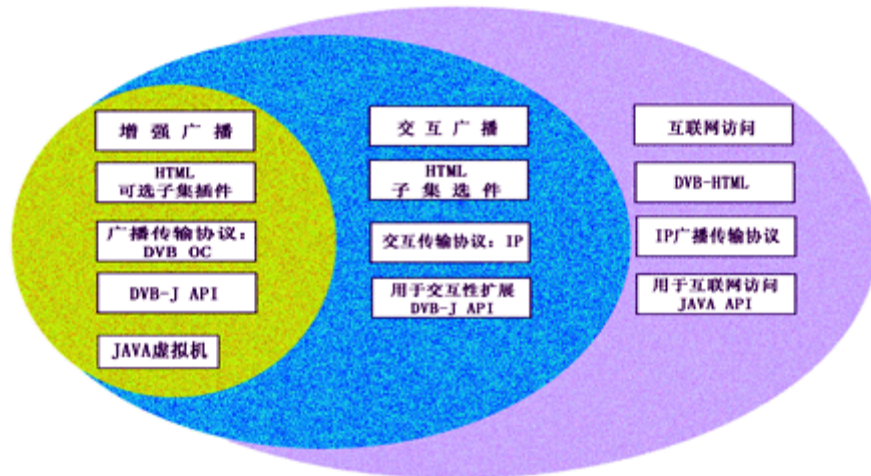 增强广播
HTML
可选子集插件
广播传输协议：
DVB OC
DVB-J API
JAVA虚拟机
交互广播
HTML
子集选件
交互传输协议：IP
用于交互性扩展
DVB-J API
互联网访问
DVB-HTML
IP广播传输协议
用于互联网访问
JAVA API